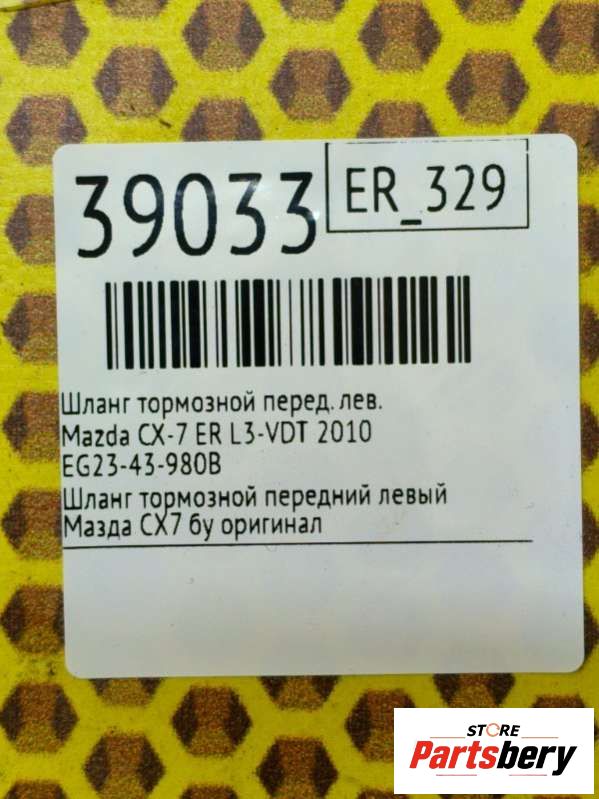 39033
ER_329
Шланг тормозной перед. лев.
Mazda CX-7 ER L3-VDT 2010
EG23-43-980B
Шланг тормозной передний левый
Мазда CX7 бу оригинал
STORE
Partsbery